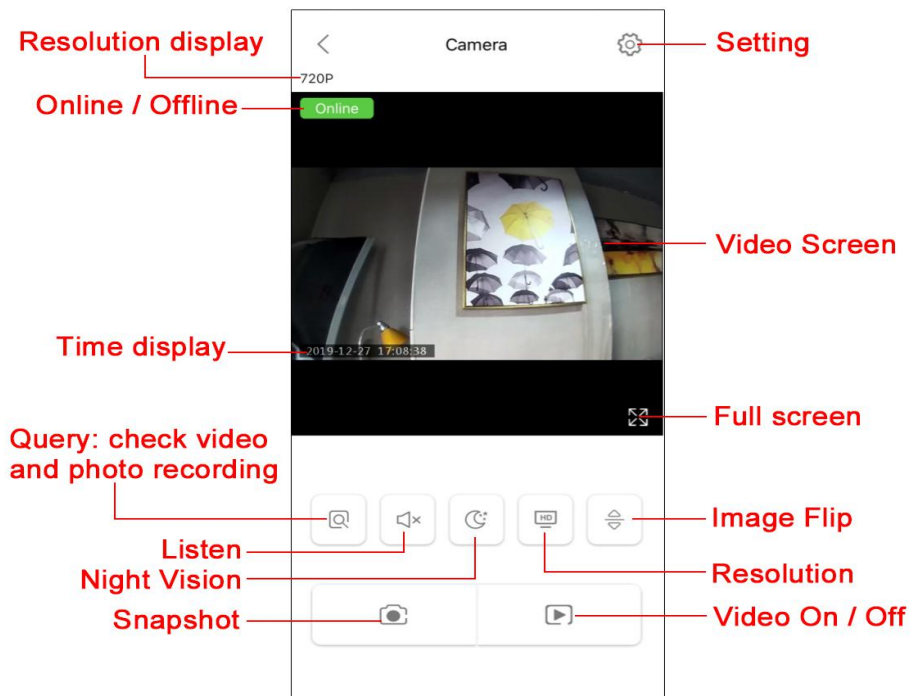 Resolution display
Camera
Setting
720P
Online / Offline
Online
Video Screen
Time display
2019-12-27 17:08:38
Full screen
Query: check video
and photo recording
HD
Image Flip
Listen
Night Vision
Resolution
Snapshot
Video On / Off